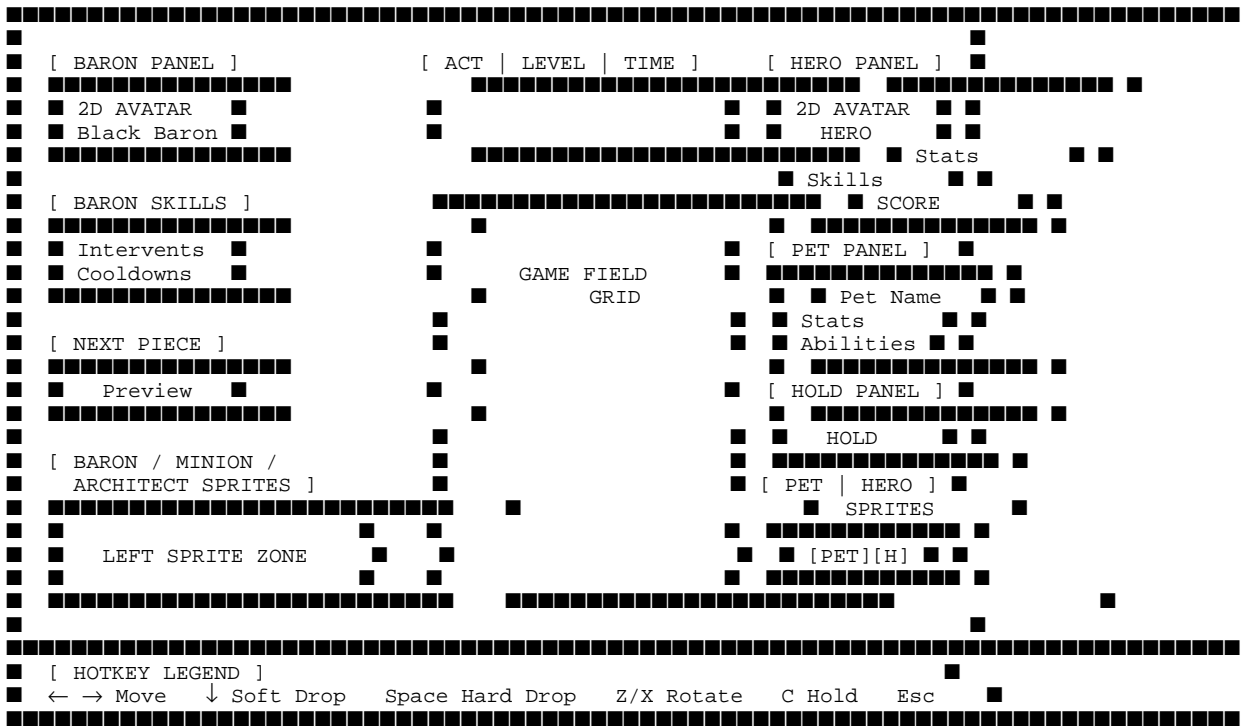 [ BARON PANEL ] [ ACT | LEVEL | TIME ] [ HERO PANEL ]
2D AVATAR 2D AVATAR
Black Baron HERO
Stats
Skills
[ BARON SKILLS ] SCORE
Intervents [ PET PANEL ]
Cooldowns GAME FIELD
GRID Pet Name
Stats
[ NEXT PIECE ] Abilities
Preview [ HOLD PANEL ]
HOLD
[ BARON / MINION /
ARCHITECT SPRITES ] [ PET | HERO ]
SPRITES
LEFT SPRITE ZONE [PET][H]
[ HOTKEY LEGEND ]
← → Move ↓ Soft Drop Space Hard Drop Z/X Rotate C Hold Esc